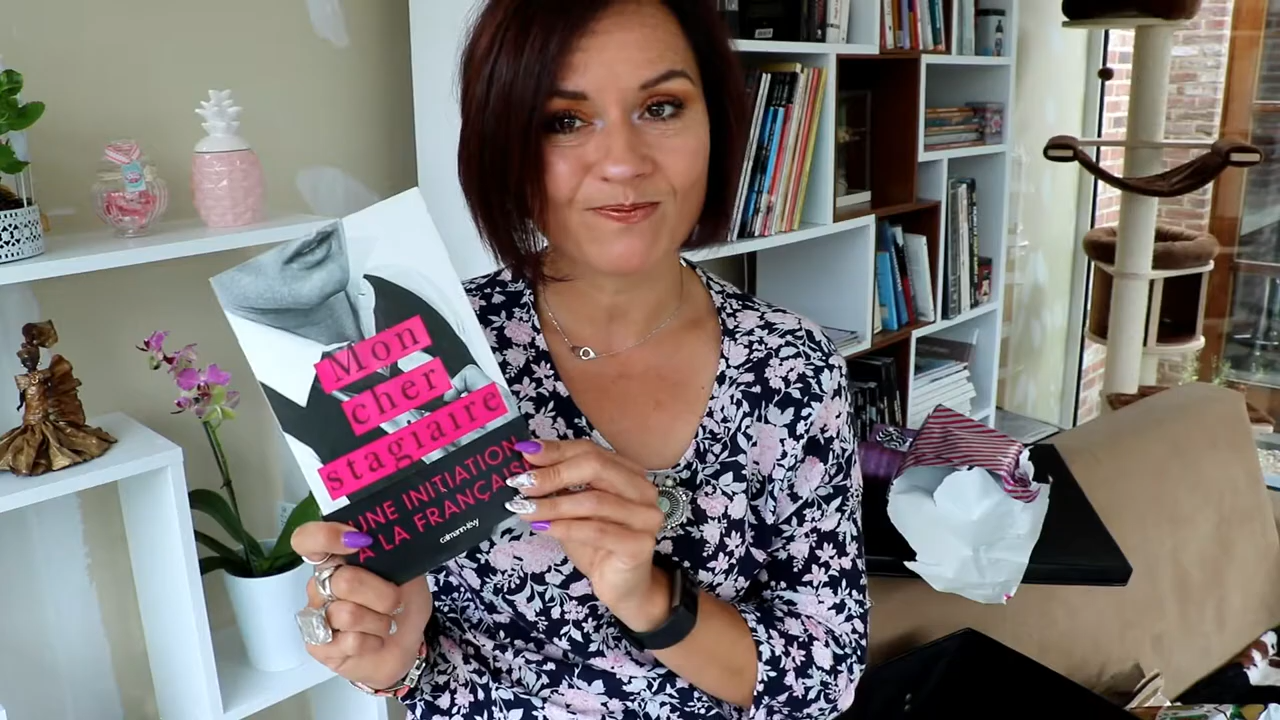 Mon
cher
stagiaire
UNE INITIATION
À LA FRANÇAISE
calmann-lévy